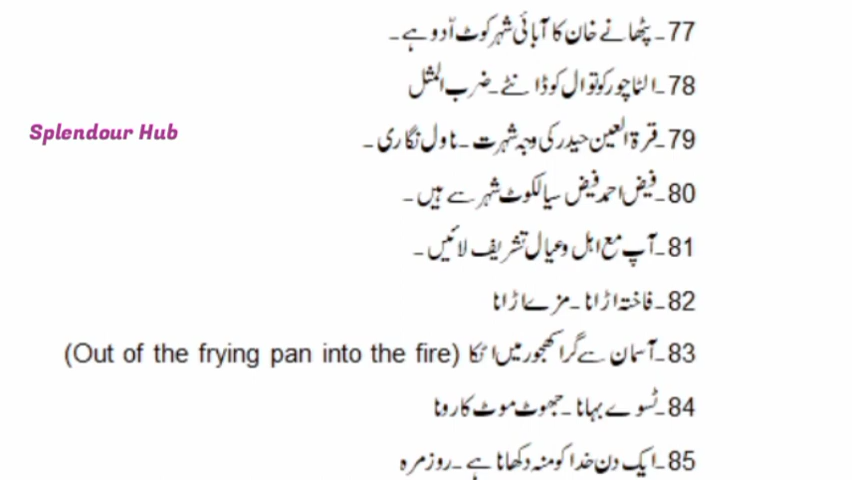 77۔ پٹھانے خان کا آبائی شہر کوٹ ادّو ہے۔
78۔ الٹا چور کوتوال کو ڈانٹے۔ ضرب المثل
Splendour Hub
79۔ قرۃ العین حیدر کی وجہ شہرت۔ ناول نگاری۔
80۔ فیض احمد فیض سیالکوٹ شہر سے ہیں۔
81۔ آپ مع اہل وعیال تشریف لائیں۔
82۔ فاختہ اڑانا۔ مزے اڑانا
83۔ آسمان سے گرا کھجور میں اٹکا (Out of the frying pan into the fire)
84۔ ٹسوے بہانا۔ جھوٹ موٹ کا رونا
85۔ ایک دن خدا کو منہ دکھانا ہے۔ روزمرہ